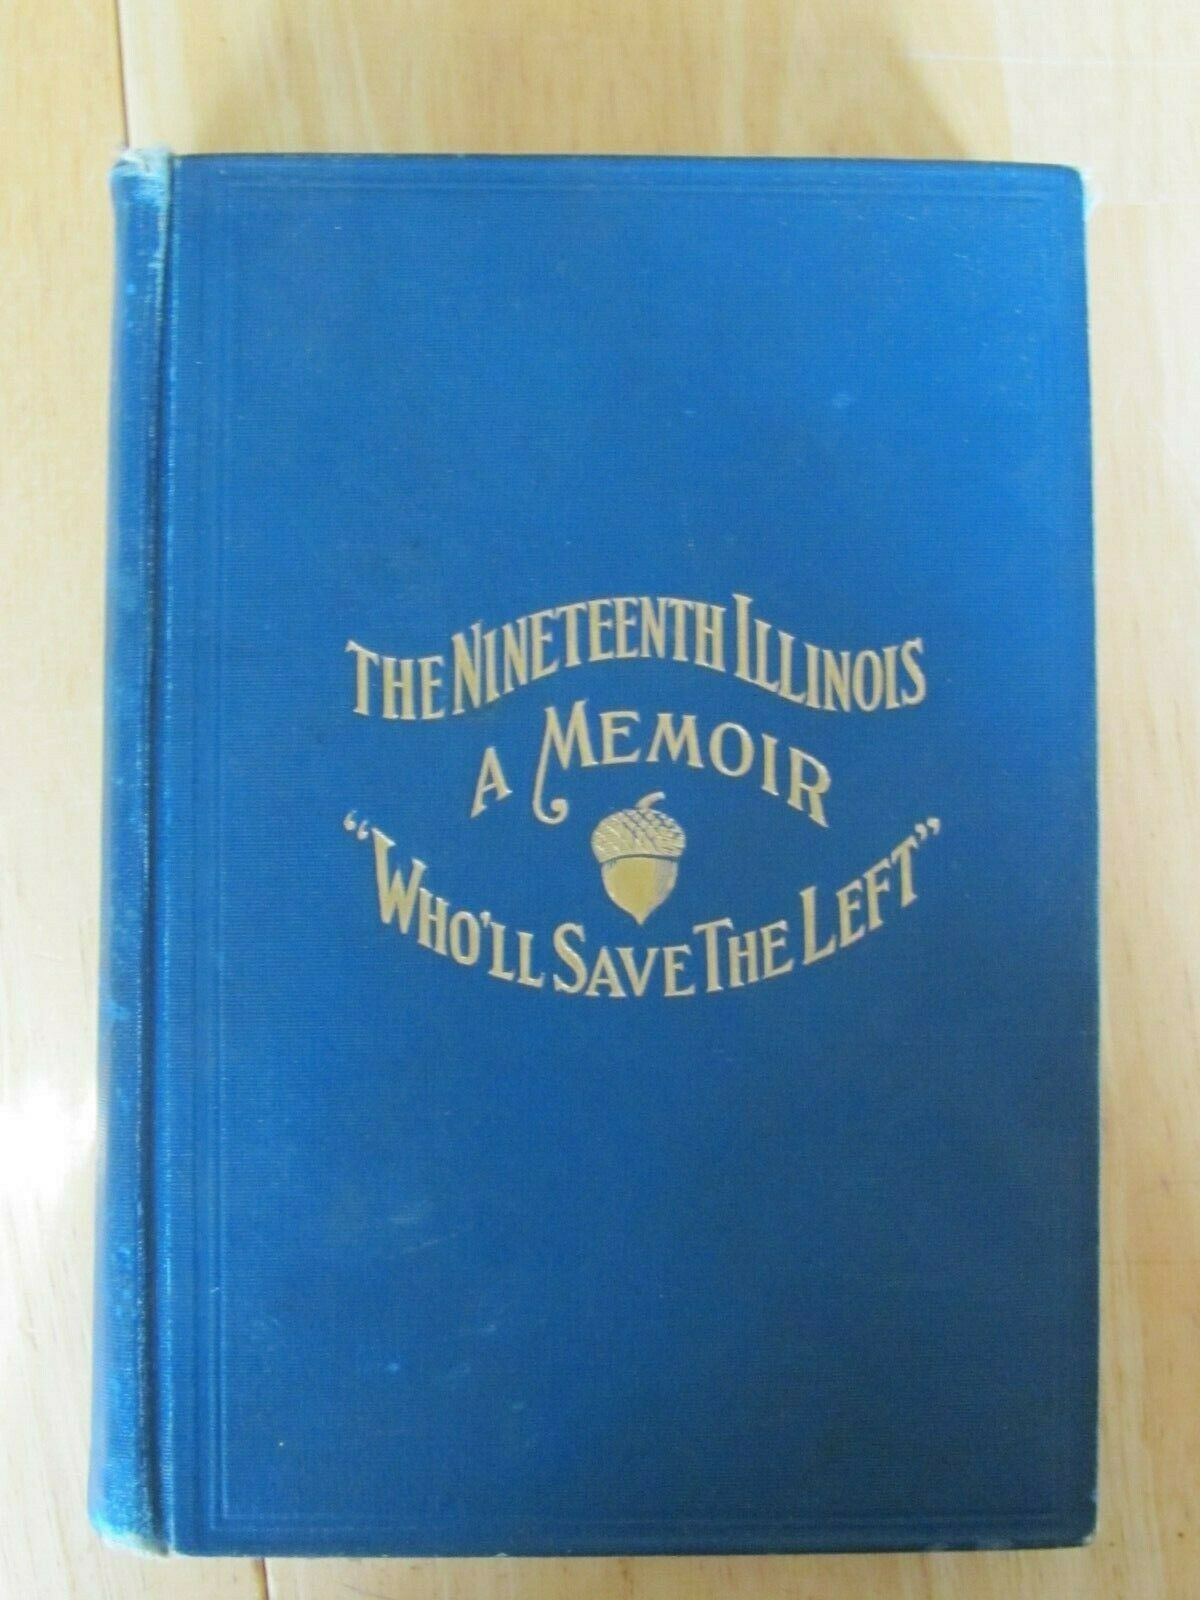 THE NINETEENTH ILLINOIS
A MEMOIR
“WHO'LL SAVE THE LEFT”